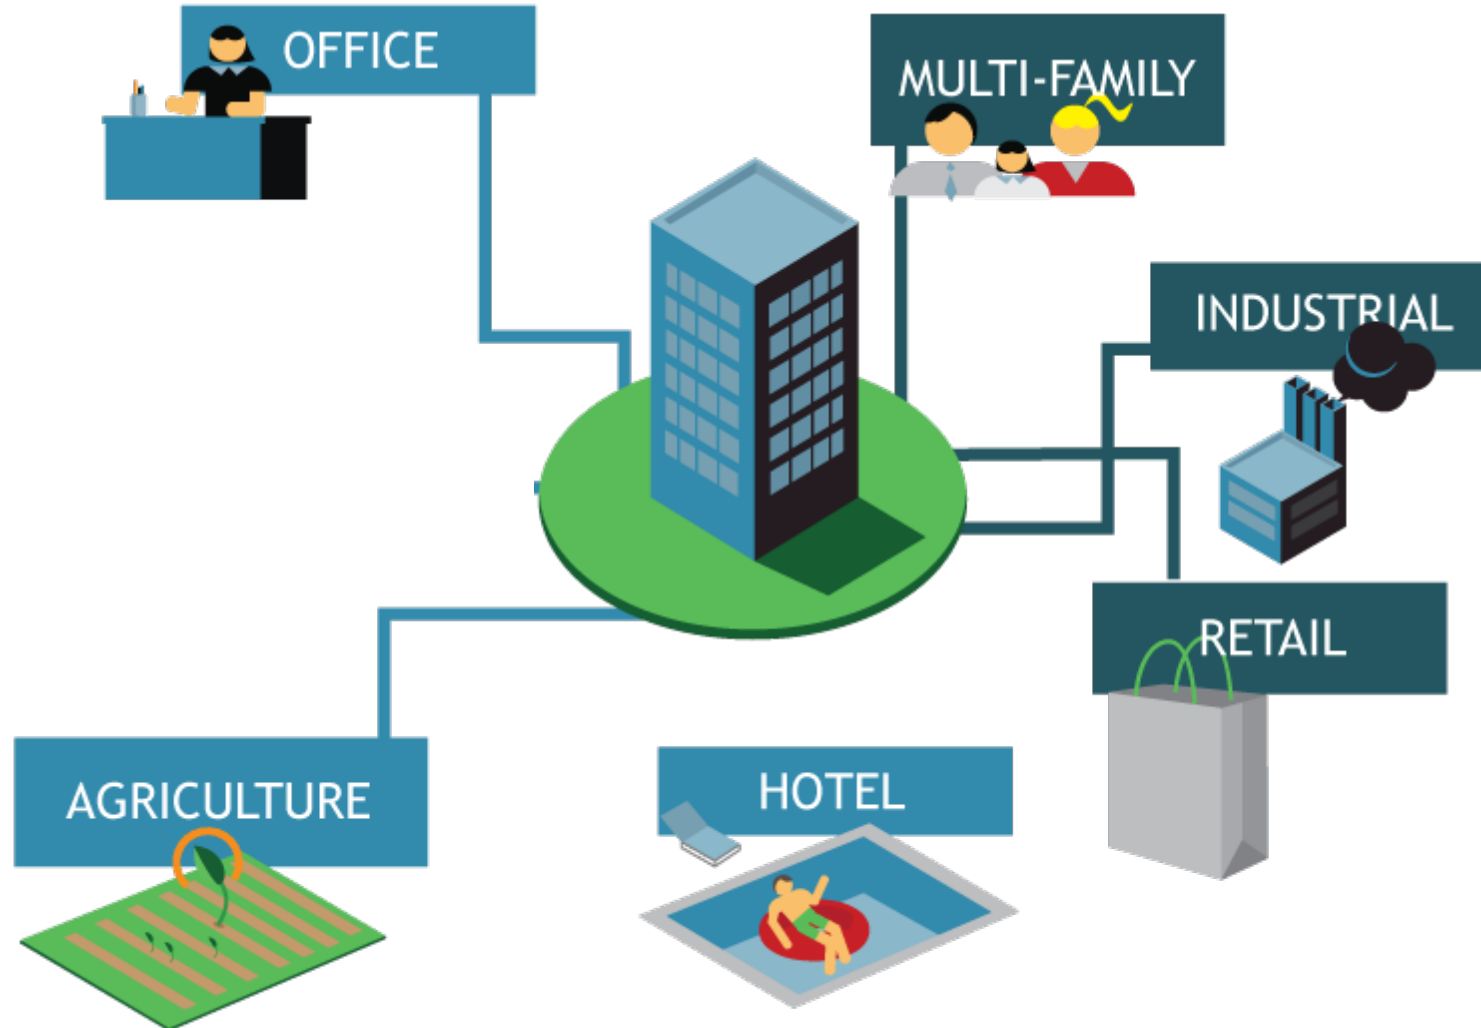 OFFICE
MULTI-FAMILY
INDUSTRIAL
RETAIL
AGRICULTURE
HOTEL